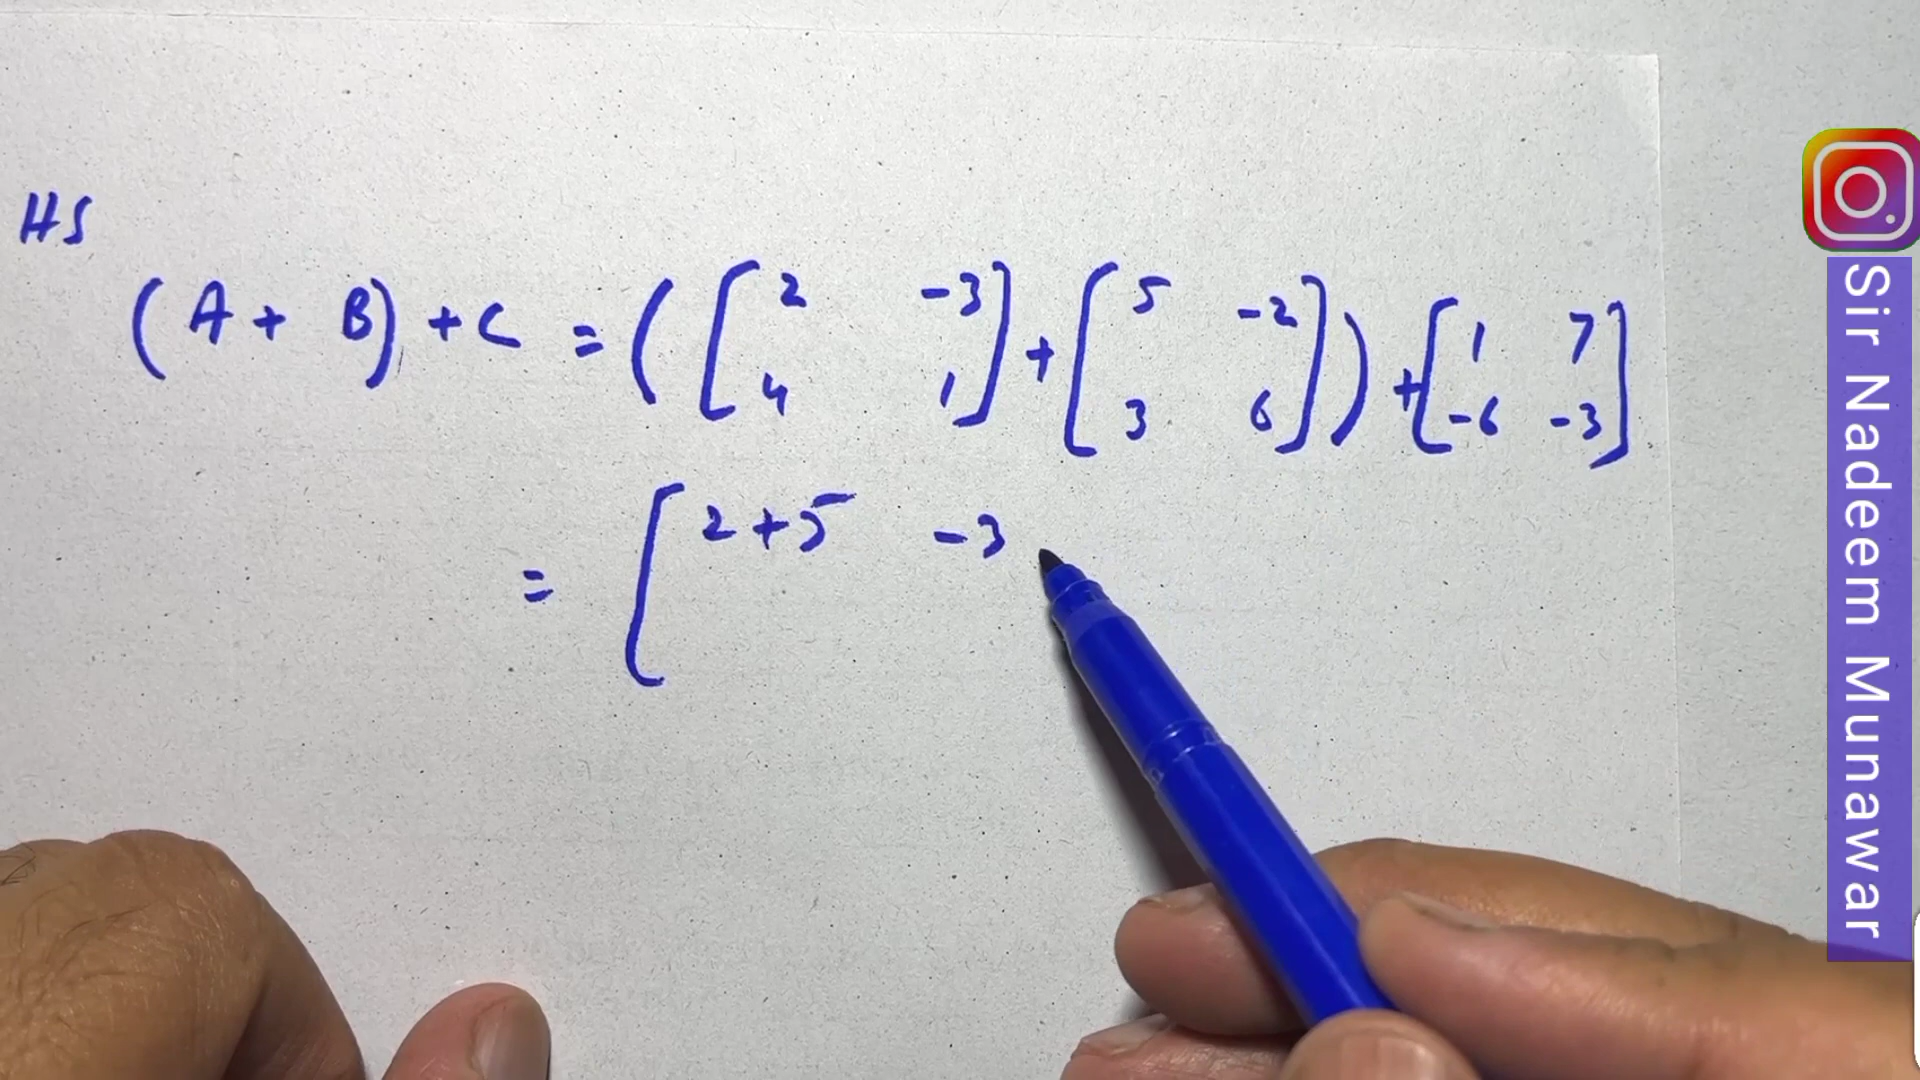 HS
(A + B) + C = ([2 -3] + [5 -2]) + [1 7]
[4 1] [3 6] [-6 -3]
= [2+5 -3
Sir Nadeem Munawar